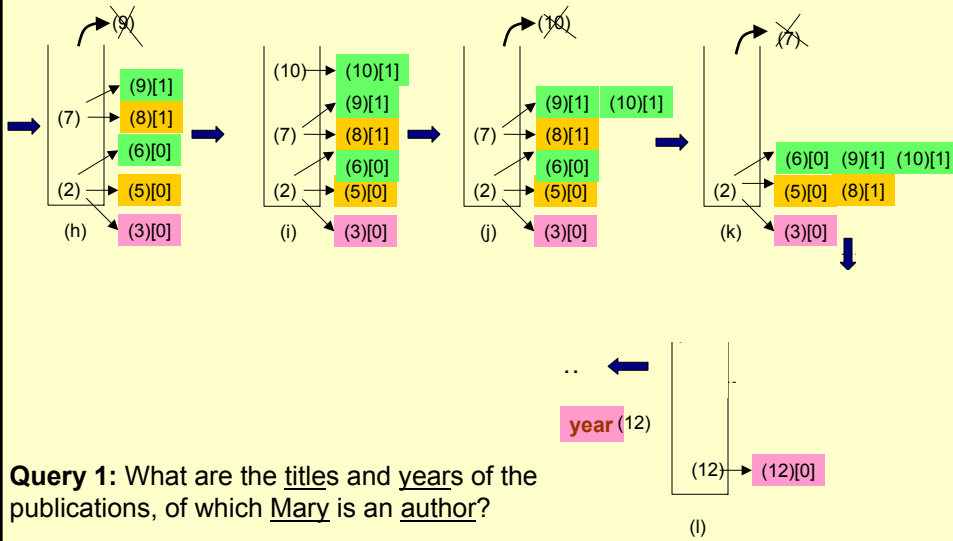 (9) (10) (7)
(9)[1] (10) (10)[1]
(7) (8)[1] (9)[1] (9)[1] (10)[1]
(6)[0] (7) (8)[1] (7) (8)[1]
(6)[0] (6)[0] (6)[0] (9)[1] (10)[1]
(2) (5)[0] (2) (5)[0] (2) (5)[0] (2) (5)[0] (8)[1]
(h) (3)[0] (i) (3)[0] (j) (3)[0] (k) (3)[0]
..
year (12)
(12) (12)[0]
(l)
Query 1: What are the titles and years of the
publications, of which Mary is an author?